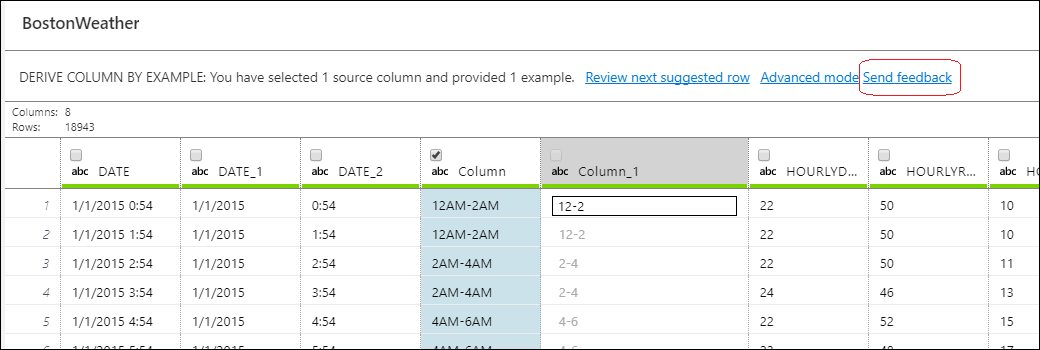 BostonWeather
DERIVE COLUMN BY EXAMPLE: You have selected 1 source column and provided 1 example. Review next suggested row Advanced mode Send feedback
Columns: 8
Rows: 18943
abc DATE abc DATE_1 abc DATE_2 abc Column abc Column_1 abc HOURLYD... abc HOURLYR... abc HO
1 1/1/2015 0:54 1/1/2015 0:54 12AM-2AM 12-2 22 50 10
2 1/1/2015 1:54 1/1/2015 1:54 12AM-2AM 12-2 22 50 10
3 1/1/2015 2:54 1/1/2015 2:54 2AM-4AM 2-4 22 50 11
4 1/1/2015 3:54 1/1/2015 3:54 2AM-4AM 2-4 24 46 13
5 1/1/2015 4:54 1/1/2015 4:54 4AM-6AM 4-6 22 52 15